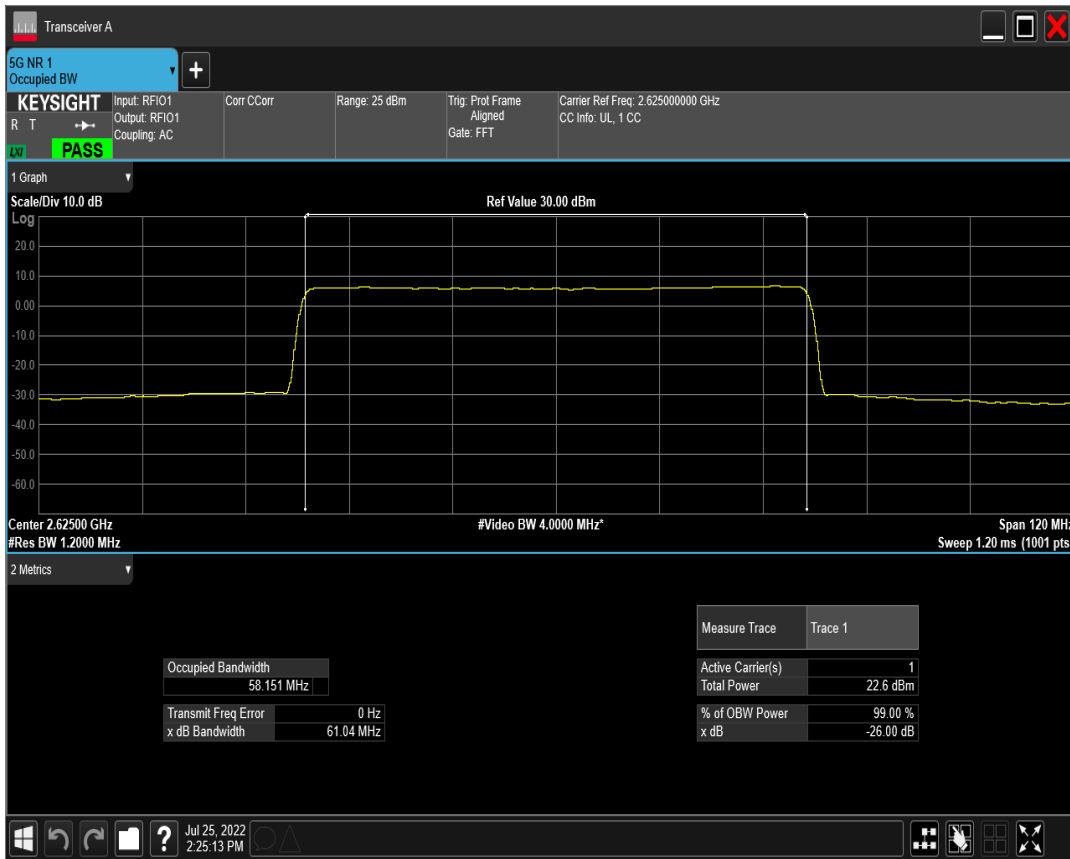 Transceiver A
5G NR 1
Occupied BW
KEYSIGHT
R T
LXI
PASS
Input: RFIO1
Output: RFIO1
Coupling: AC
Corr CCorr
Range: 25 dBm
Trig: Prot Frame
Aligned
Gate: FFT
Carrier Ref Freq: 2.625000000 GHz
CC Info: UL, 1 CC
1 Graph
Scale/Div 10.0 dB
Ref Value 30.00 dBm
Log
20.0
10.0
0.00
-10.0
-20.0
-30.0
-40.0
-50.0
-60.0
Center 2.62500 GHz
#Video BW 4.0000 MHz*
Span 120 MHz
#Res BW 1.2000 MHz
Sweep 1.20 ms (1001 pts
2 Metrics
Measure Trace Trace 1
Occupied Bandwidth
58.151 MHz
Active Carrier(s) 1
Total Power 22.6 dBm
Transmit Freq Error 0 Hz
x dB Bandwidth 61.04 MHz
% of OBW Power 99.00 %
x dB -26.00 dB
?
Jul 25, 2022
2:25:13 PM